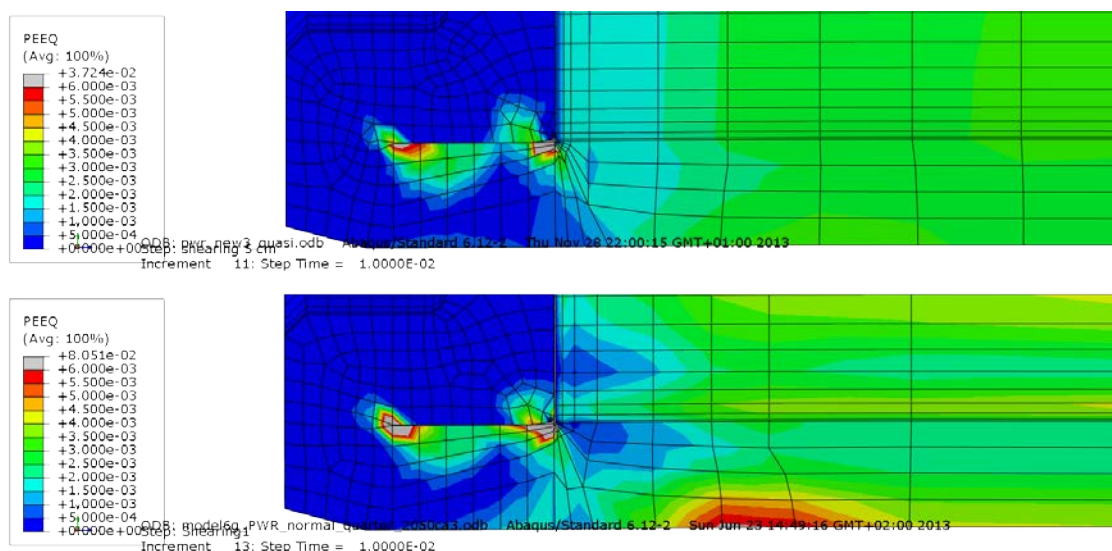 PEEQ
(Avg: 100%)
+3.724e-02
+6.000e-03
+5.500e-03
+5.000e-03
+4.500e-03
+4.000e-03
+3.500e-03
+3.000e-03
+2.500e-03
+2.000e-03
+1.500e-03
+1.000e-03
+5.000e-04
+0.000e+00
ODB: pwr_new3_quasi.odb Abaqus/Standard 6.12-2 Thu Nov 28 22:00:15 GMT+01:00 2013
Step: shearing 5 cm
Increment 11: Step Time = 1.0000E-02
PEEQ
(Avg: 100%)
+8.051e-02
+6.000e-03
+5.500e-03
+5.000e-03
+4.500e-03
+4.000e-03
+3.500e-03
+3.000e-03
+2.500e-03
+2.000e-03
+1.500e-03
+1.000e-03
+5.000e-04
+0.000e+00
ODB: Abaqus/Standard 6.12-2 Sun Jun 23 14:49:16 GMT+02:00 2013
Step: Shearing1
Increment 13: Step Time = 1.0000E-02